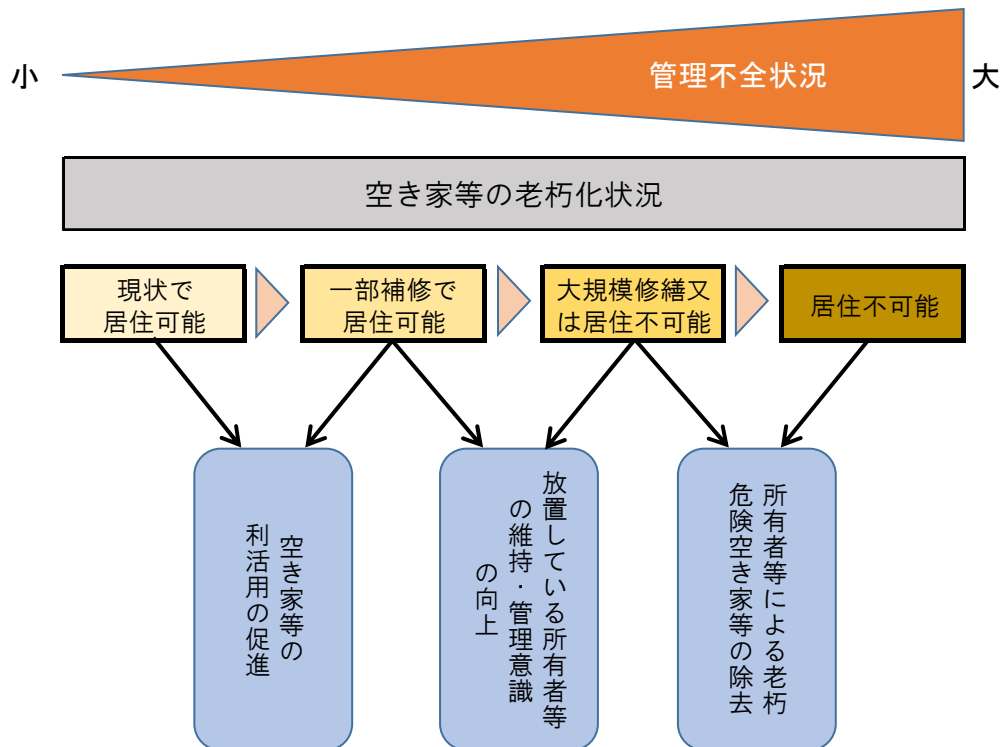 小
管理不全状況
大
空き家等の老朽化状況
現状で
居住可能
一部補修で
居住可能
大規模修繕又
は居住不可能
居住不可能
空き家等の
利活用の促進
放置している所有者等
の維持・管理意識
の向上
所有者等による老朽
危険空き家等の除去